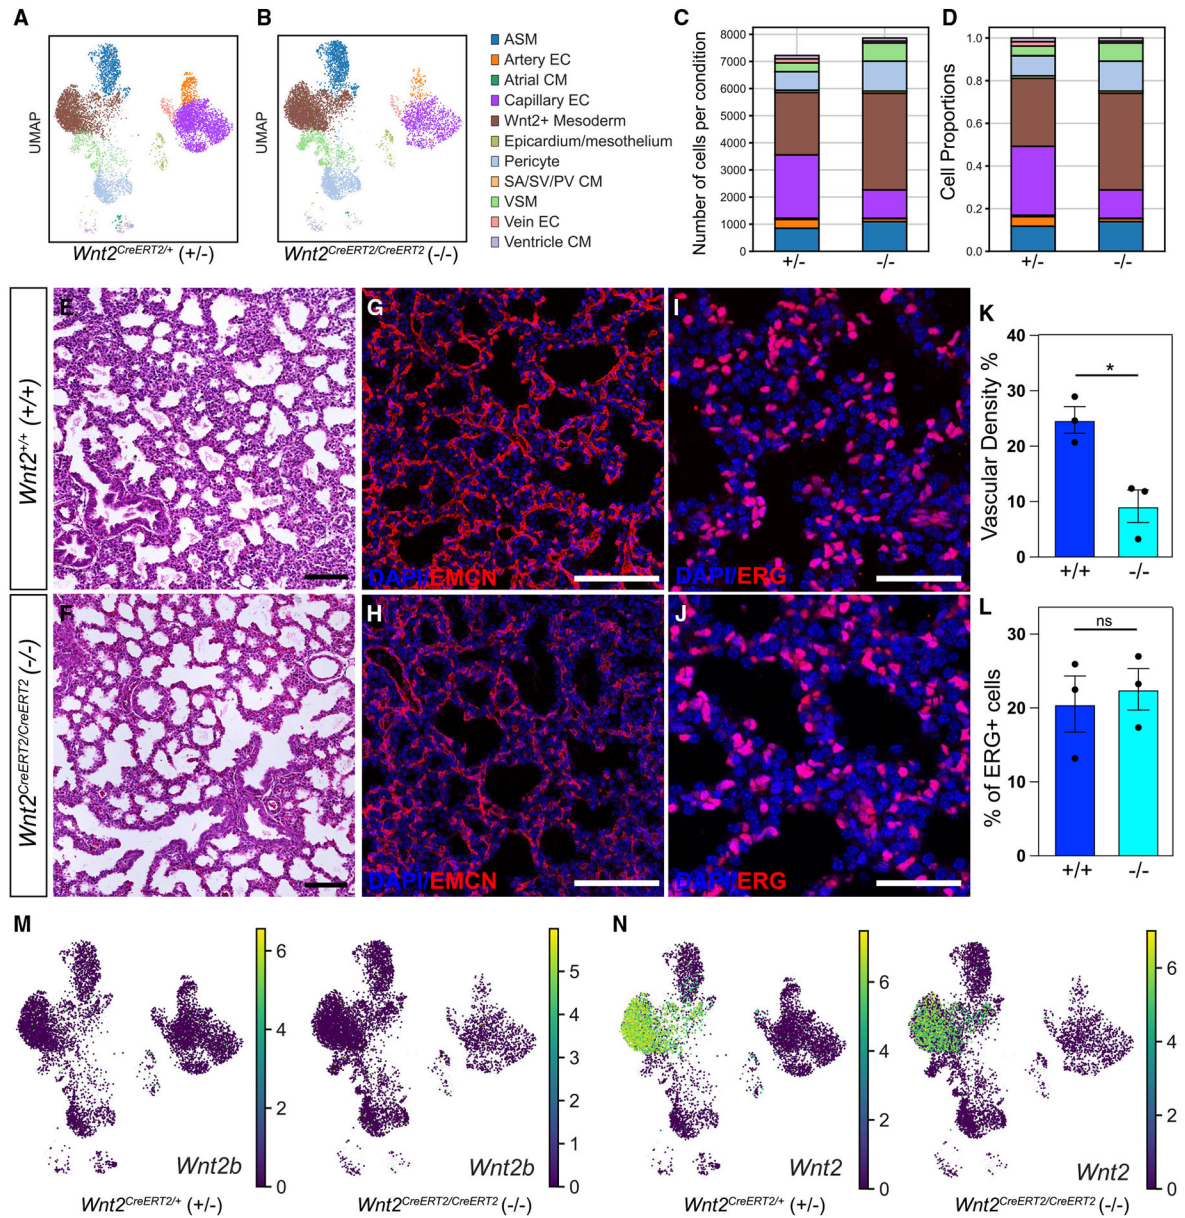 A
B
C
D
UMAP
Wnt2CreERT2/+ (+/-)
UMAP
Wnt2CreERT2/CreERT2 (-/-)
ASM
Artery EC
Atrial CM
Capillary EC
Wnt2+ Mesoderm
Epicardium/mesothelium
Pericyte
SA/SV/PV CM
VSM
Vein EC
Ventricle CM
Number of cells per condition
8000
7000
6000
5000
4000
3000
2000
1000
0
+/-
-/-
Cell Proportions
1.0
0.8
0.6
0.4
0.2
0.0
+/-
-/-
Wnt2+/+ (+/+)
E
G
DAPI/EMCN
I
DAPI/ERG
K
Vascular Density %
40
30
20
10
0
*
+/+
-/-
Wnt2CreERT2/CreERT2 (-/-)
F
H
DAPI/EMCN
J
DAPI/ERG
L
% of ERG+ cells
30
20
10
0
ns
+/+
-/-
M
6
4
2
0
Wnt2b
Wnt2CreERT2/+ (+/-)
5
4
3
2
1
0
Wnt2b
Wnt2CreERT2/CreERT2 (-/-)
N
6
4
2
0
Wnt2
Wnt2CreERT2/+ (+/-)
6
4
2
0
Wnt2
Wnt2CreERT2/CreERT2 (-/-)